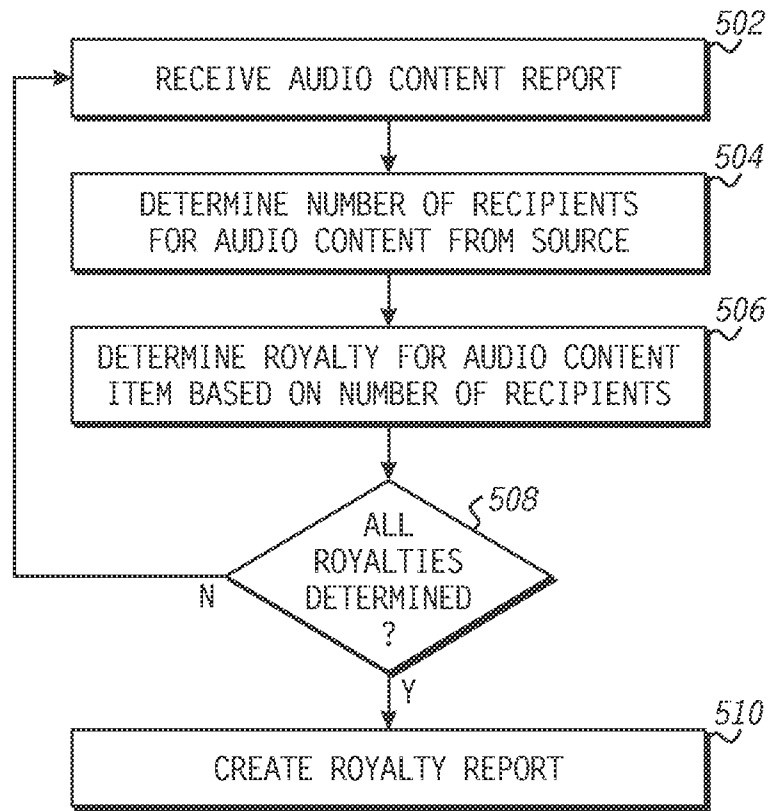 502
RECEIVE AUDIO CONTENT REPORT
504
DETERMINE NUMBER OF RECIPIENTS
FOR AUDIO CONTENT FROM SOURCE
506
DETERMINE ROYALTY FOR AUDIO CONTENT
ITEM BASED ON NUMBER OF RECIPIENTS
508
ALL
ROYALTIES
DETERMINED
?
N
Y
510
CREATE ROYALTY REPORT